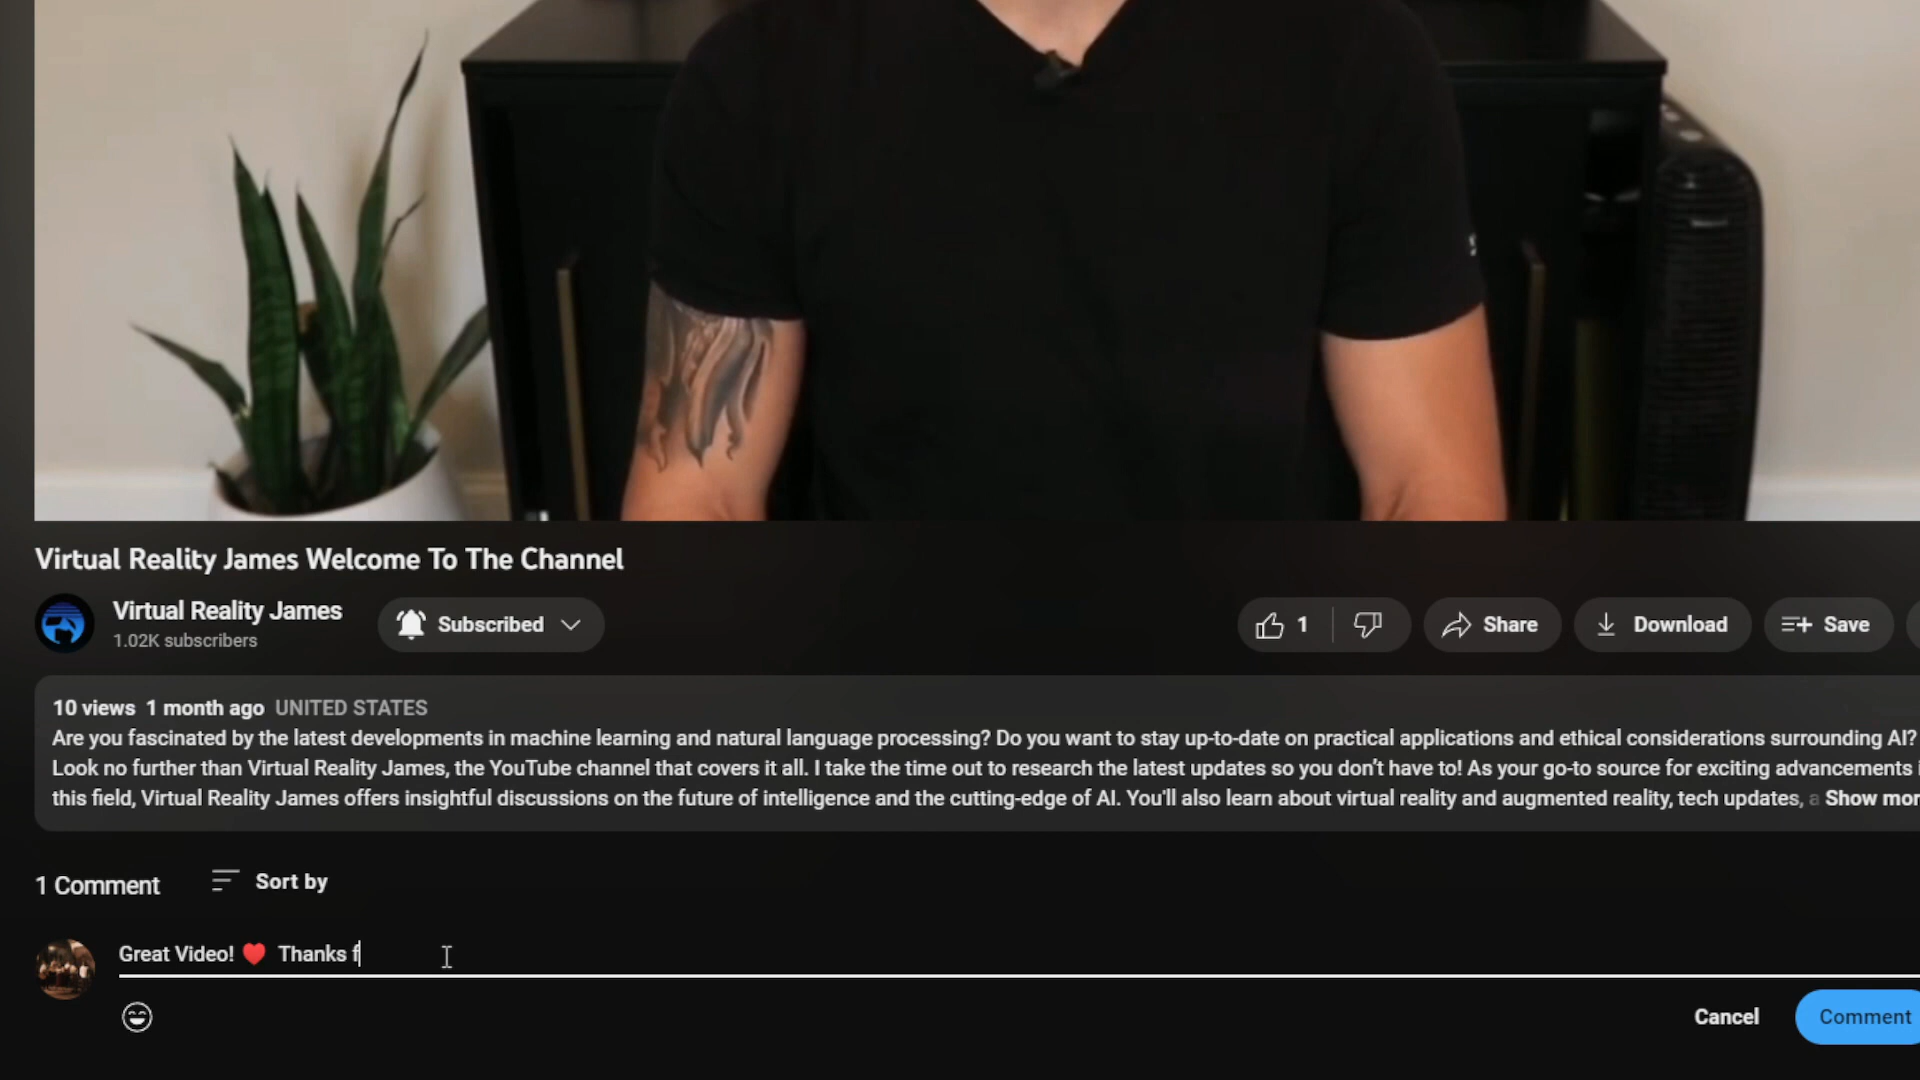 Virtual Reality James Welcome To The Channel
Virtual Reality James
1.02K subscribers
Subscribed
1
Share
Download
Save
10 views 1 month ago UNITED STATES
Are you fascinated by the latest developments in machine learning and natural language processing? Do you want to stay up-to-date on practical applications and ethical considerations surrounding AI?
Look no further than Virtual Reality James, the YouTube channel that covers it all. I take the time out to research the latest updates so you don't have to! As your go-to source for exciting advancements i
this field, Virtual Reality James offers insightful discussions on the future of intelligence and the cutting-edge of AI. You'll also learn about virtual reality and augmented reality, tech updates, a Show mor
1 Comment
Sort by
Great Video! ❤️ Thanks f
Cancel
Comment